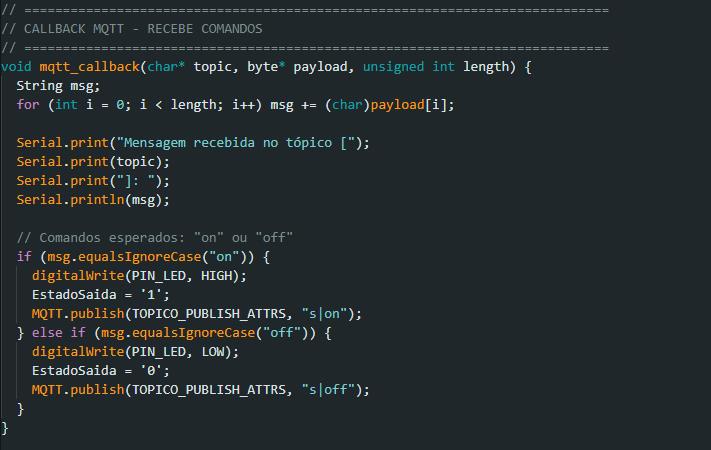 // ============================================================================
// CALLBACK MQTT - RECEBE COMANDOS
// ============================================================================
void mqtt_callback(char* topic, byte* payload, unsigned int length) {
  String msg;
  for (int i = 0; i < length; i++) msg += (char)payload[i];

  Serial.print("Mensagem recebida no tópico [");
  Serial.print(topic);
  Serial.print("]: ");
  Serial.println(msg);

  // Comandos esperados: "on" ou "off"
  if (msg.equalsIgnoreCase("on")) {
    digitalWrite(PIN_LED, HIGH);
    EstadoSaida = '1';
    MQTT.publish(TOPICO_PUBLISH_ATTRS, "s|on");
  } else if (msg.equalsIgnoreCase("off")) {
    digitalWrite(PIN_LED, LOW);
    EstadoSaida = '0';
    MQTT.publish(TOPICO_PUBLISH_ATTRS, "s|off");
  }
}